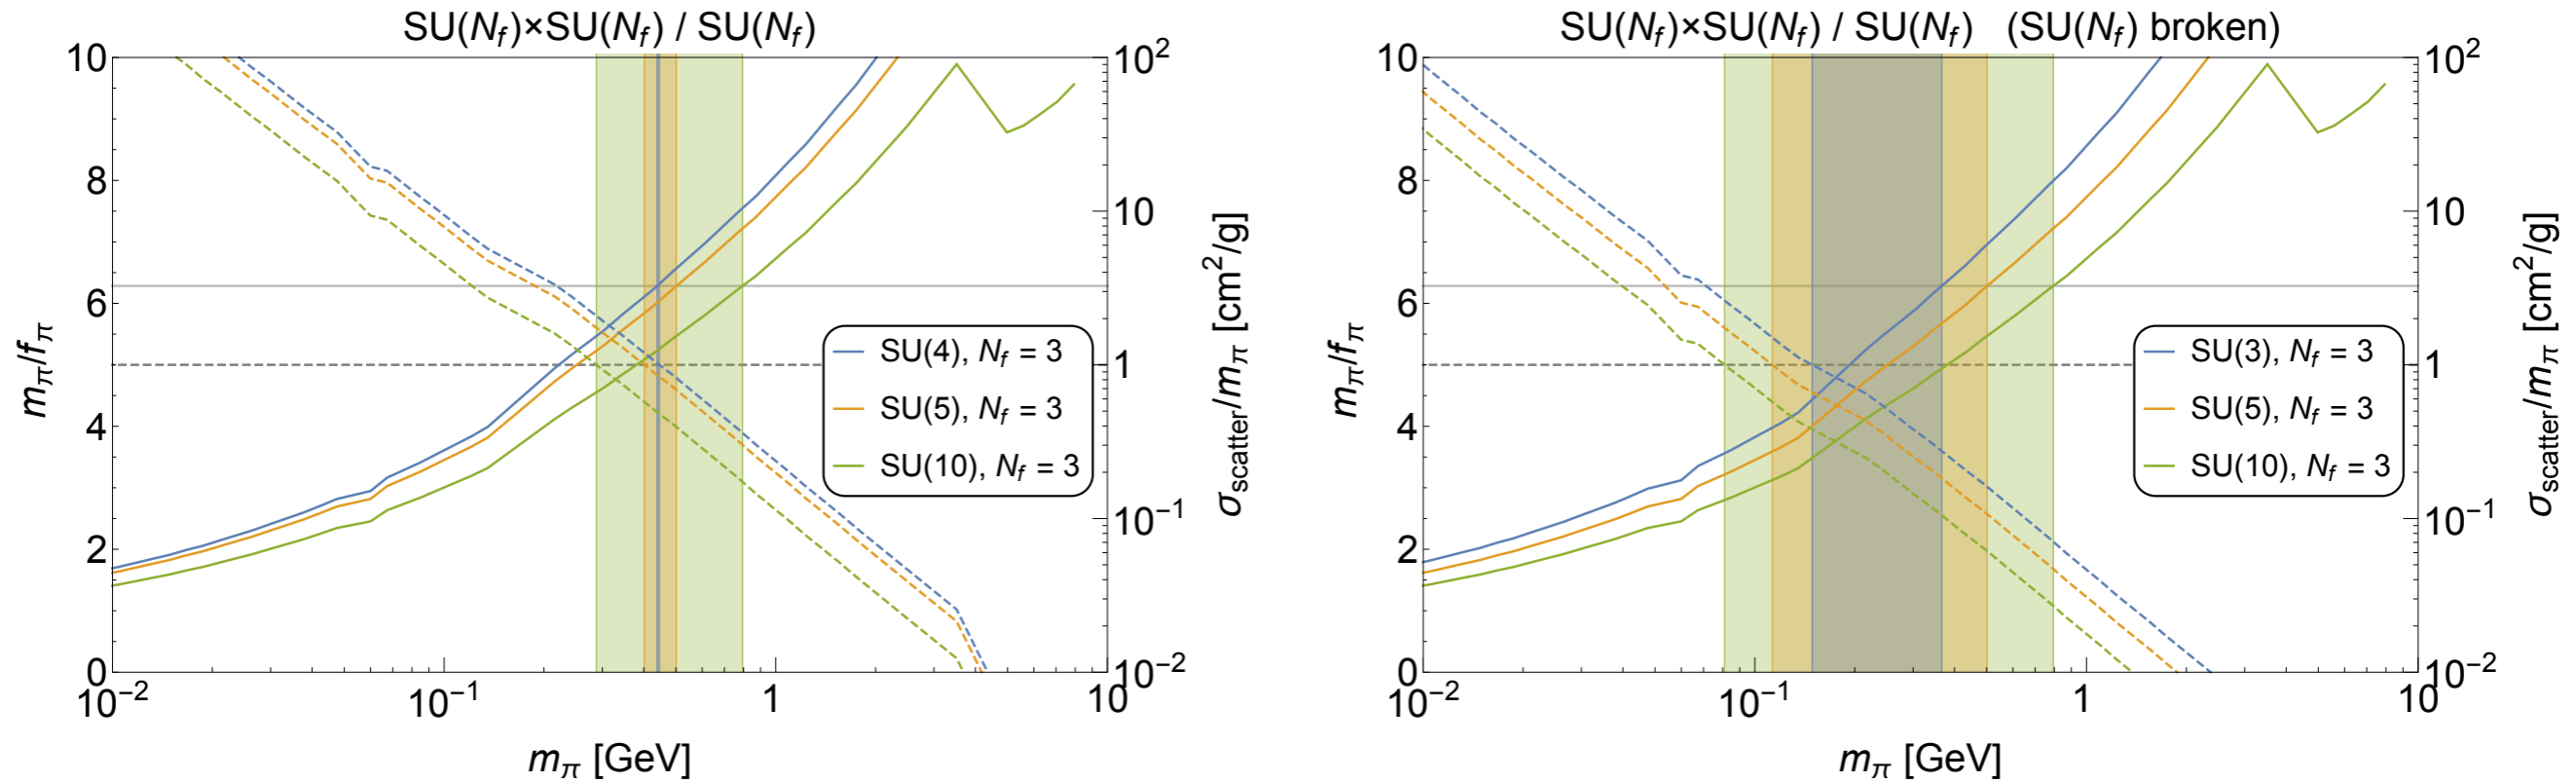 SU(N_f)×SU(N_f) / SU(N_f)
10
8
6
4
2
0
m_π/f_π
10^2
10
1
10^−1
10^−2
σ_scatter/m_π [cm^2/g]
SU(4), N_f = 3
SU(5), N_f = 3
SU(10), N_f = 3
10^−2
10^−1
1
10
m_π [GeV]
SU(N_f)×SU(N_f) / SU(N_f) (SU(N_f) broken)
10
8
6
4
2
0
m_π/f_π
10^2
10
1
10^−1
10^−2
σ_scatter/m_π [cm^2/g]
SU(3), N_f = 3
SU(5), N_f = 3
SU(10), N_f = 3
10^−2
10^−1
1
10
m_π [GeV]